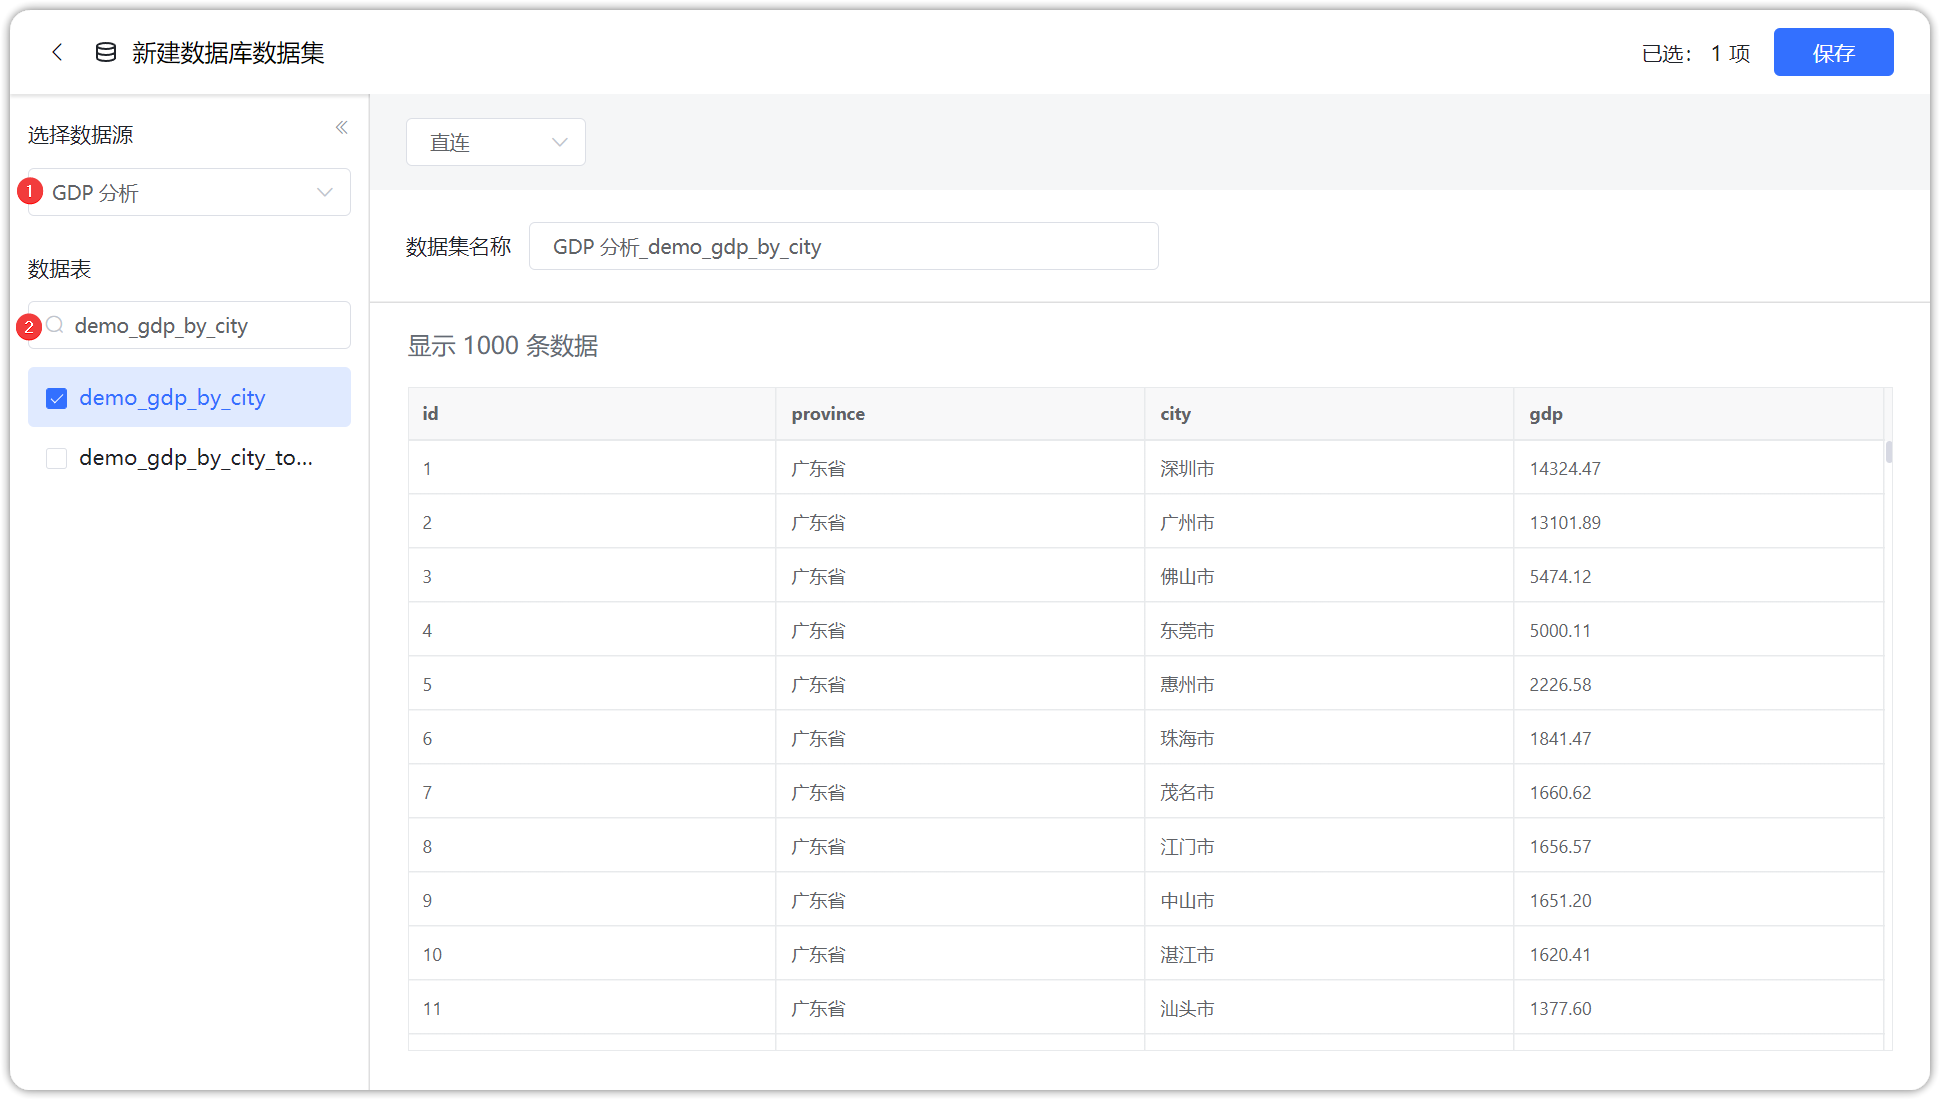 新建数据库数据集
已选： 1 项
保存
选择数据源
1
GDP 分析
数据表
2
demo_gdp_by_city
demo_gdp_by_city
demo_gdp_by_city_to...
直连
数据集名称
GDP 分析_demo_gdp_by_city
显示 1000 条数据
id province city gdp
1 广东省 深圳市 14324.47
2 广东省 广州市 13101.89
3 广东省 佛山市 5474.12
4 广东省 东莞市 5000.11
5 广东省 惠州市 2226.58
6 广东省 珠海市 1841.47
7 广东省 茂名市 1660.62
8 广东省 江门市 1656.57
9 广东省 中山市 1651.20
10 广东省 湛江市 1620.41
11 广东省 汕头市 1377.60